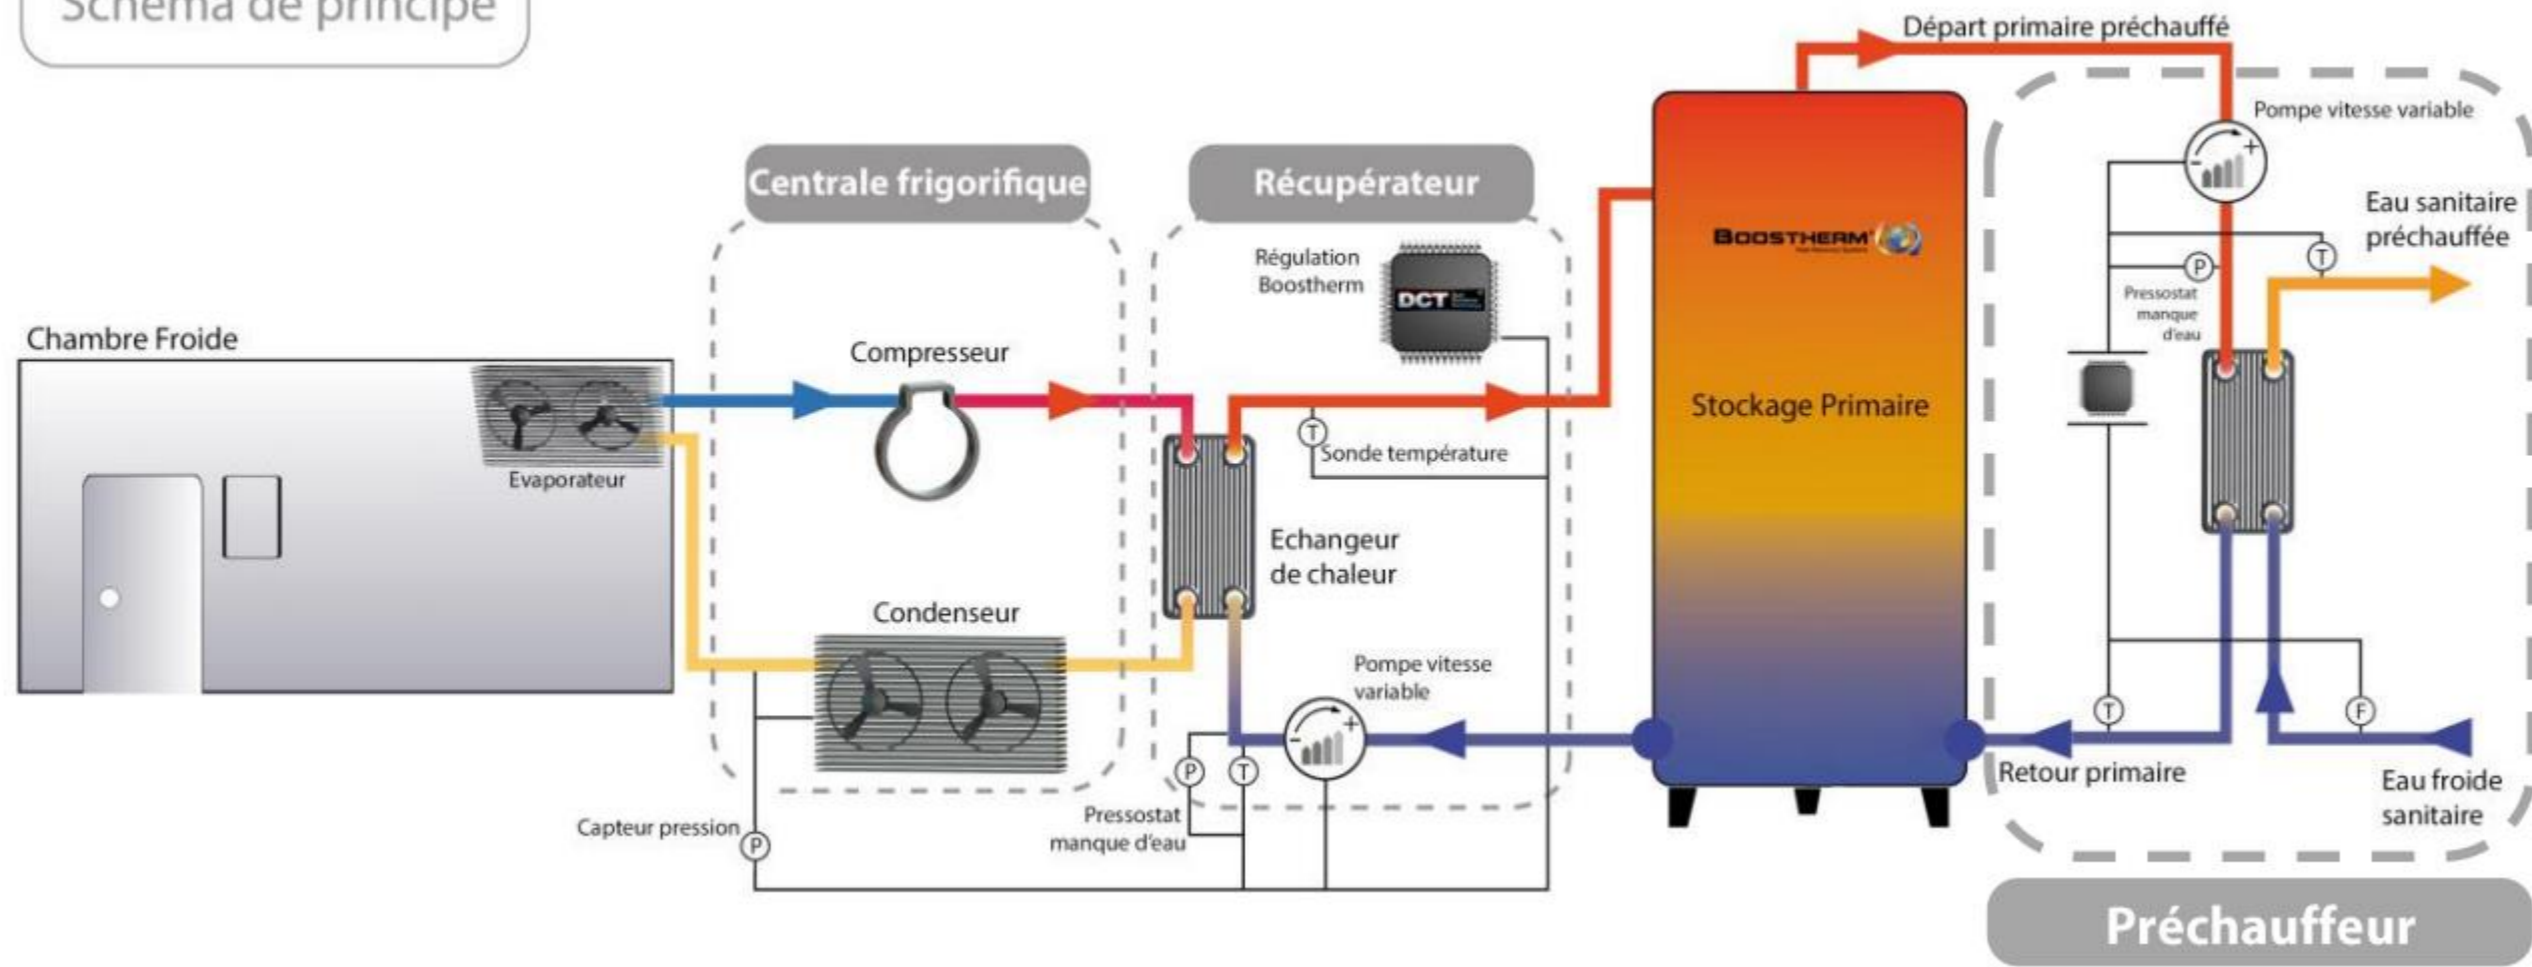 Schéma de principe
Départ primaire préchauffé
Pompe vitesse variable
Centrale frigorifique
Récupérateur
Eau sanitaire
préchauffée
BOOSTHERM
Régulation
Boostherm
DCT
T
P
Pressostat
manque
d'eau
Chambre Froide
Compresseur
Stockage Primaire
T
Sonde température
Evaporateur
Echangeur
de chaleur
Condenseur
Pompe vitesse
variable
T
F
P
T
Retour primaire
Eau froide
sanitaire
Pressostat
manque d'eau
Capteur pression
P
Préchauffeur